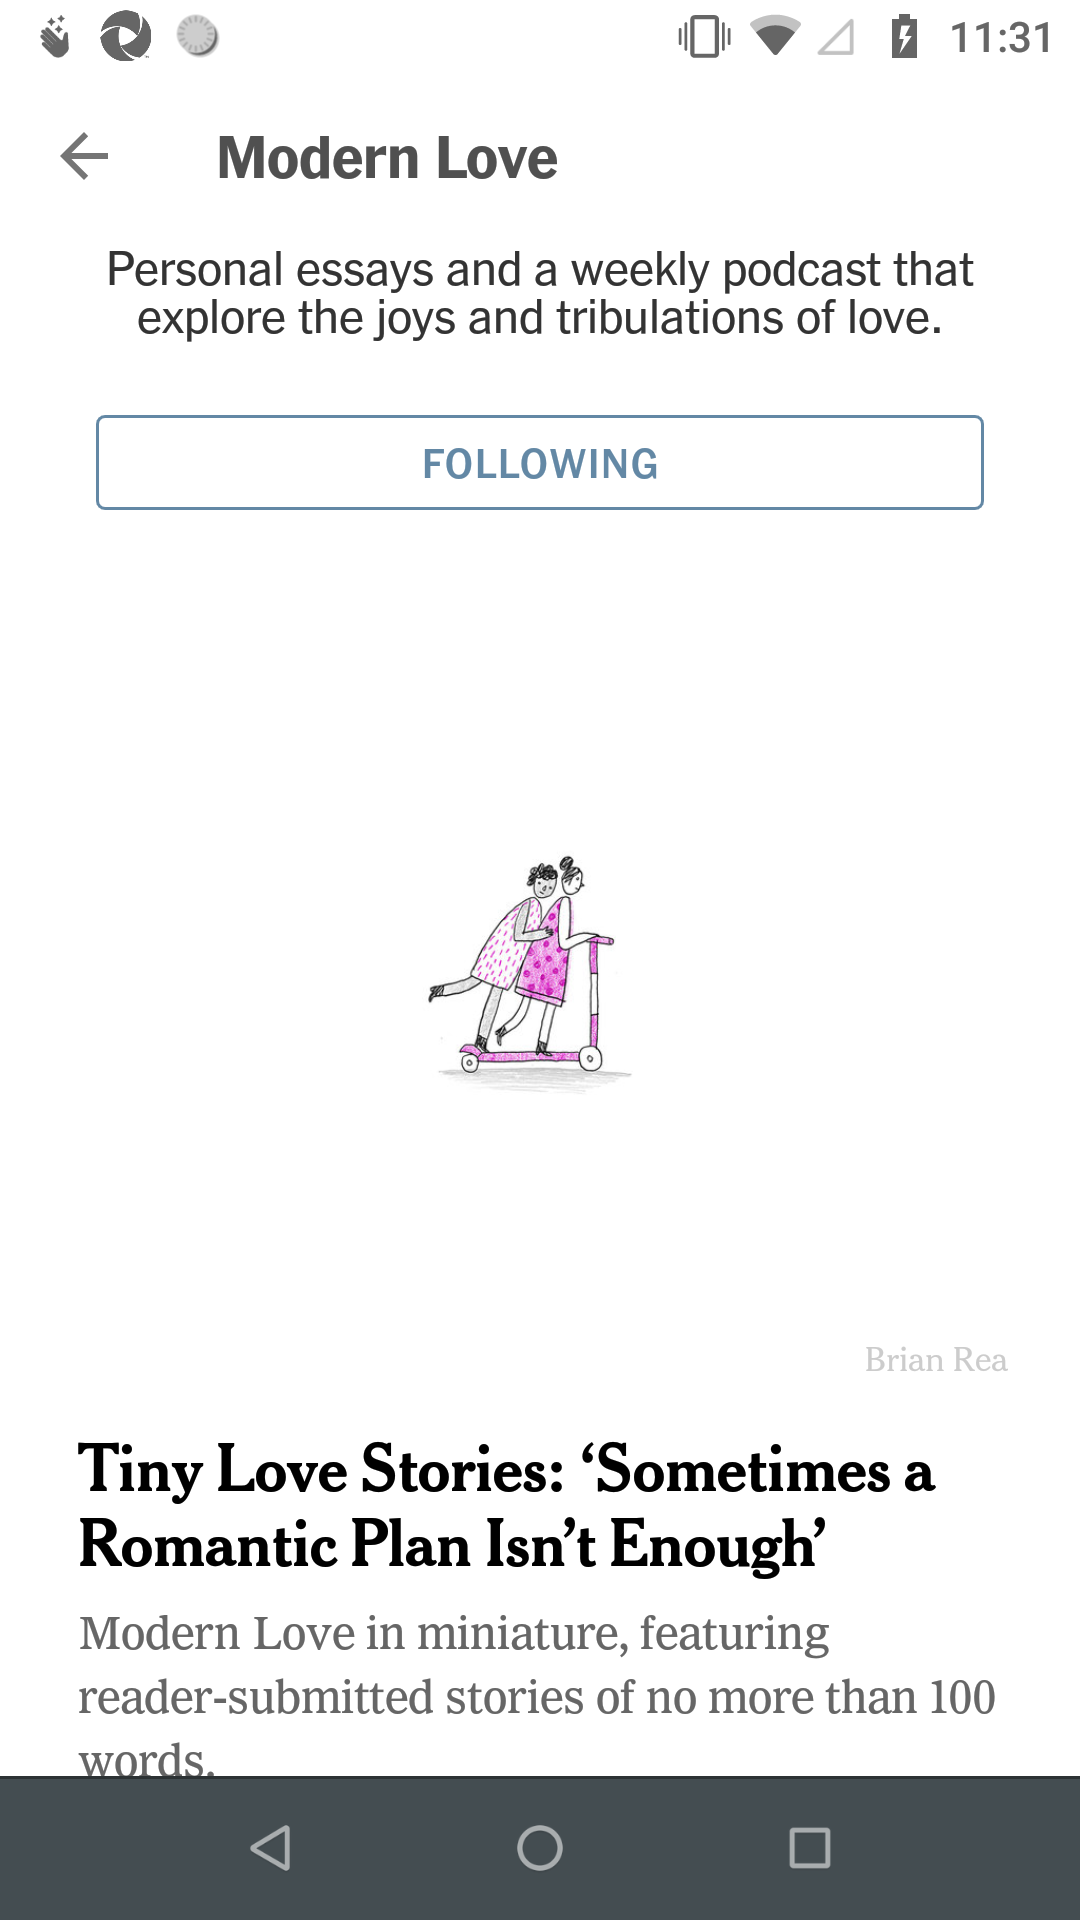 11:31
Modern Love
Personal essays and a weekly podcast that
explore the joys and tribulations of love.
FOLLOWING
Brian Rea
Tiny Love Stories: ‘Sometimes a
Romantic Plan Isn’t Enough’
Modern Love in miniature, featuring
reader-submitted stories of no more than 100
words.